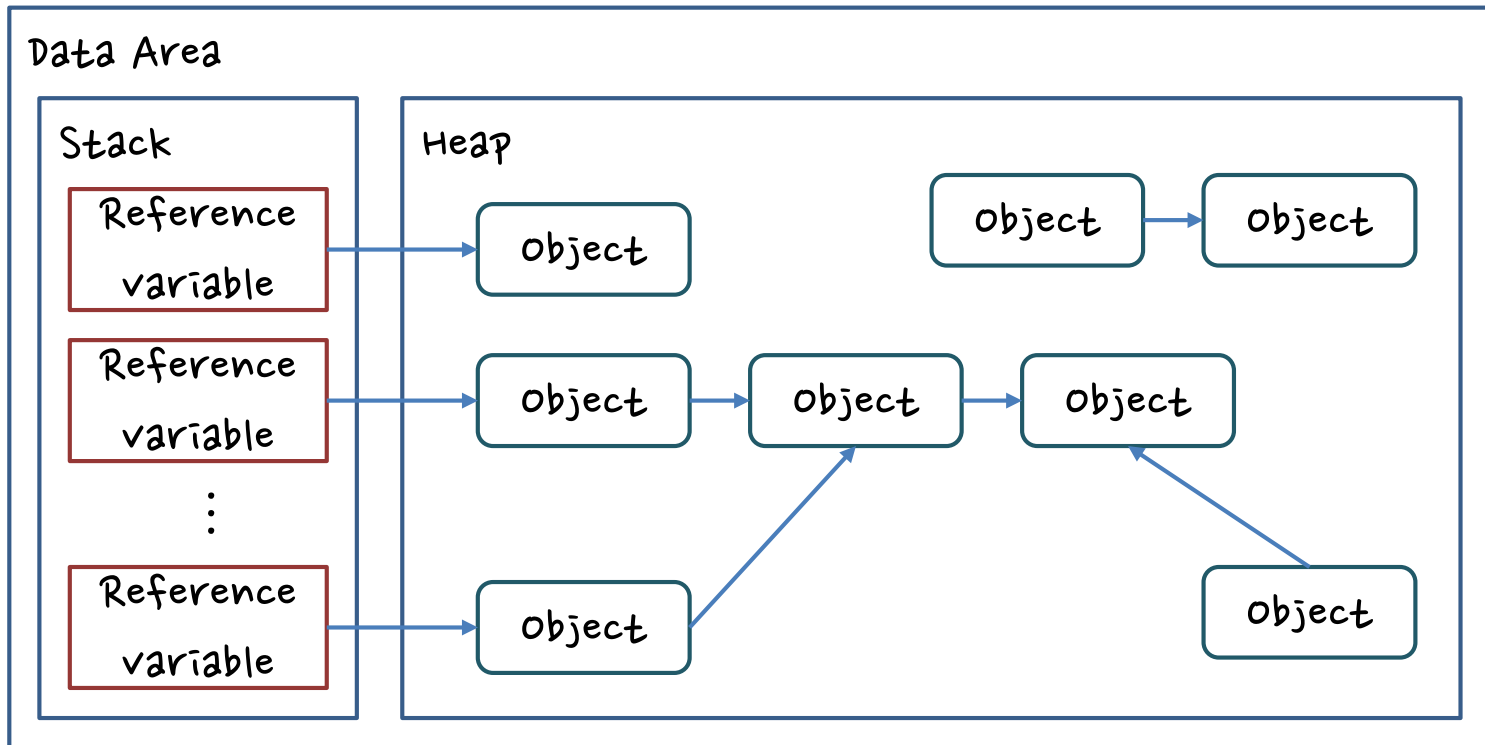 Data Area
Stack
Reference
variable
Reference
variable
⋮
Reference
variable
Heap
Object
Object
Object
Object
Object
Object
Object
Object